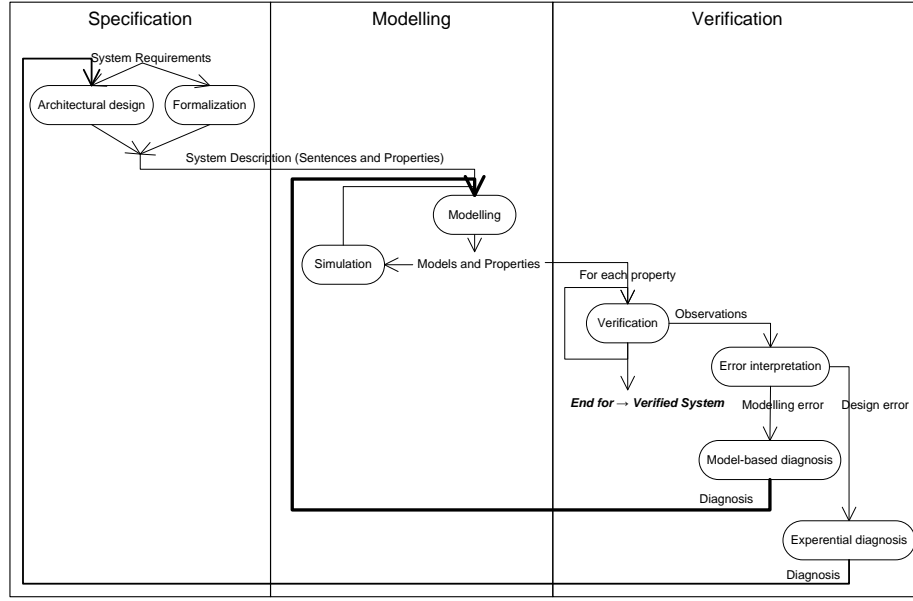 Specification
Modelling
Verification
System Requirements
Architectural design
Formalization
System Description (Sentences and Properties)
Modelling
Simulation
Models and Properties
For each property
Verification
Observations
Error interpretation
End for → Verified System
Modelling error
Design error
Model-based diagnosis
Diagnosis
Experential diagnosis
Diagnosis